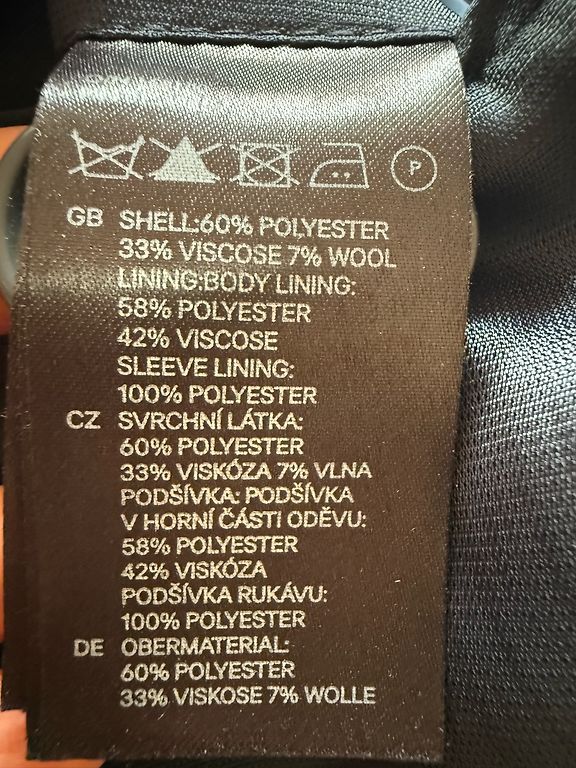 P
GB SHELL:60% POLYESTER
33% VISCOSE 7% WOOL
LINING:BODY LINING:
58% POLYESTER
42% VISCOSE
SLEEVE LINING:
100% POLYESTER
CZ SVRCHNÍ LÁTKA:
60% POLYESTER
33% VISKÓZA 7% VLNA
PODŠÍVKA: PODŠÍVKA
V HORNÍ ČÁSTI ODĚVU:
58% POLYESTER
42% VISKÓZA
PODŠÍVKA RUKÁVU:
100% POLYESTER
DE OBERMATERIAL:
60% POLYESTER
33% VISKOSE 7% WOLLE